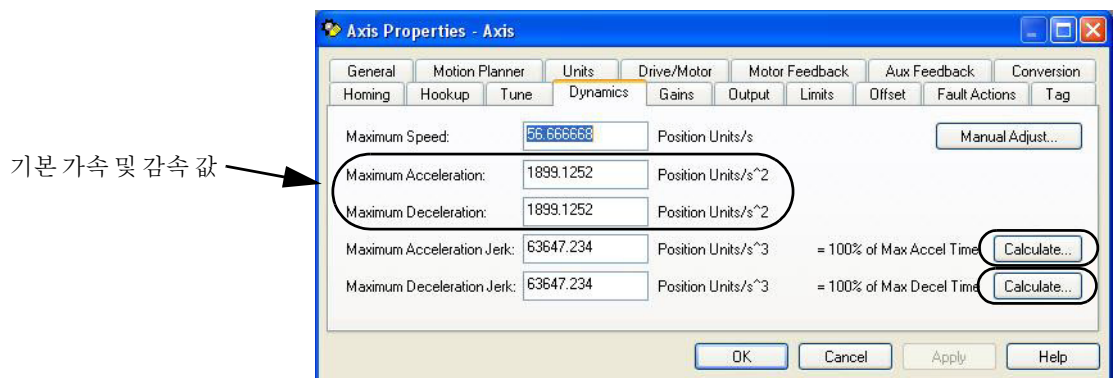 Axis Properties - Axis
General Motion Planner Units Drive/Motor Motor Feedback Aux Feedback Conversion
Homing Hookup Tune Dynamics Gains Output Limits Offset Fault Actions Tag
Maximum Speed: 56.666668 Position Units/s Manual Adjust...
기본 가속 및 감속 값
Maximum Acceleration: 1899.1252 Position Units/s^2
Maximum Deceleration: 1899.1252 Position Units/s^2
Maximum Acceleration Jerk: 63647.234 Position Units/s^3 = 100% of Max Accel Time Calculate...
Maximum Deceleration Jerk: 63647.234 Position Units/s^3 = 100% of Max Decel Time Calculate...
OK Cancel Apply Help